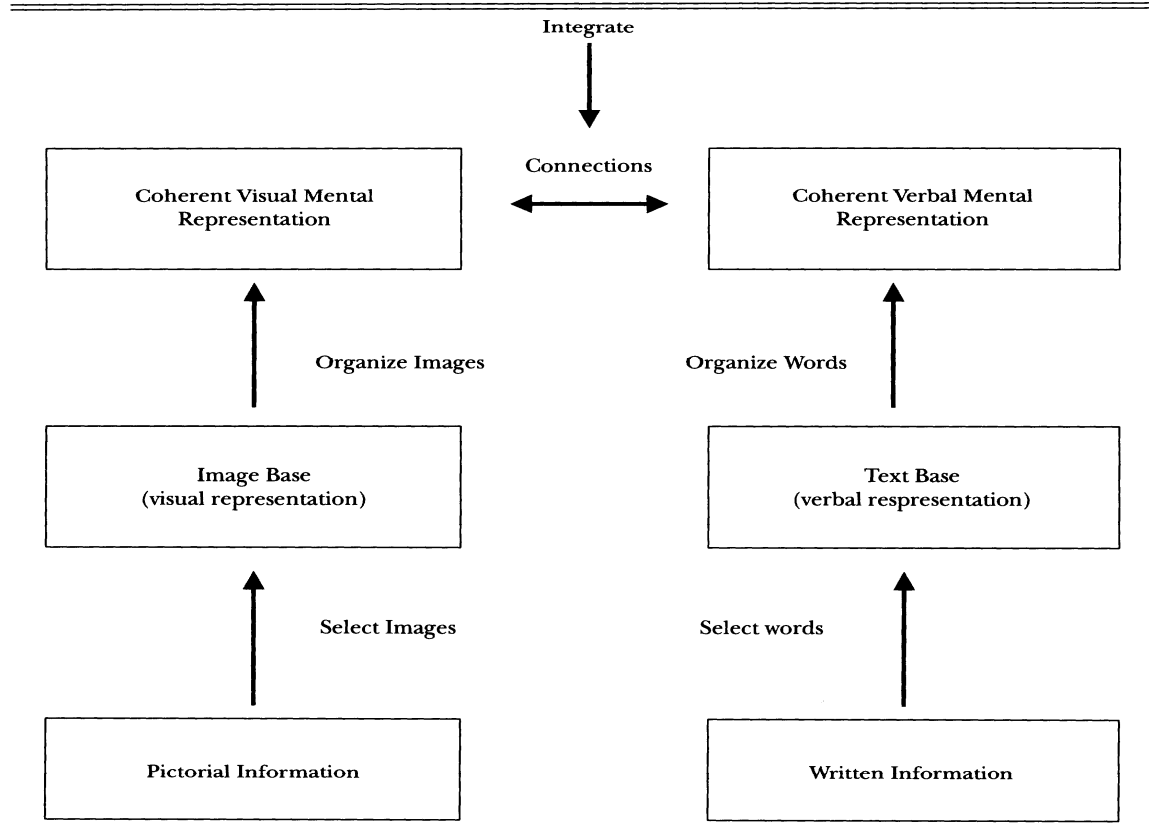 Integrate
Connections
Coherent Visual Mental
Representation
Coherent Verbal Mental
Representation
Organize Images
Organize Words
Image Base
(visual representation)
Text Base
(verbal respresentation)
Select Images
Select words
Pictorial Information
Written Information